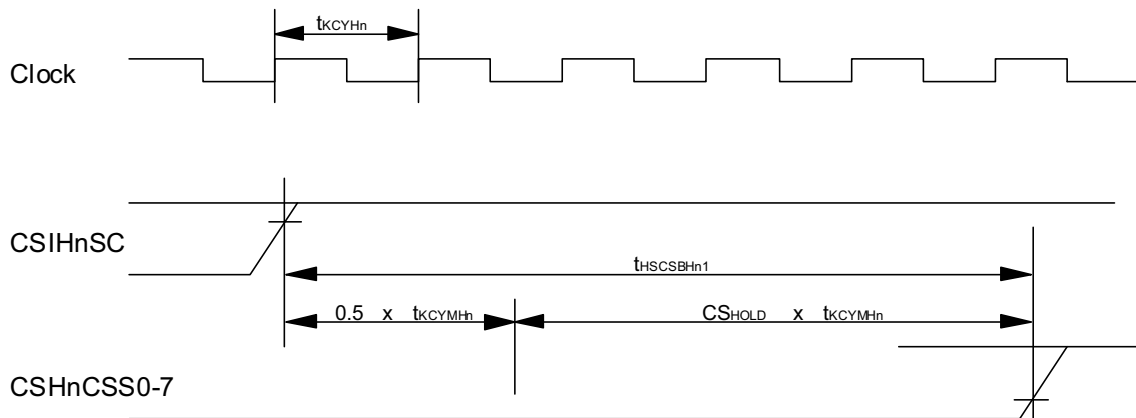 tKCYHn
Clock
CSIHnSC
tHSCSBHn1
0.5 x tKCYMHn
CSHOLD x tKCYMHn
CSHnCSS0-7